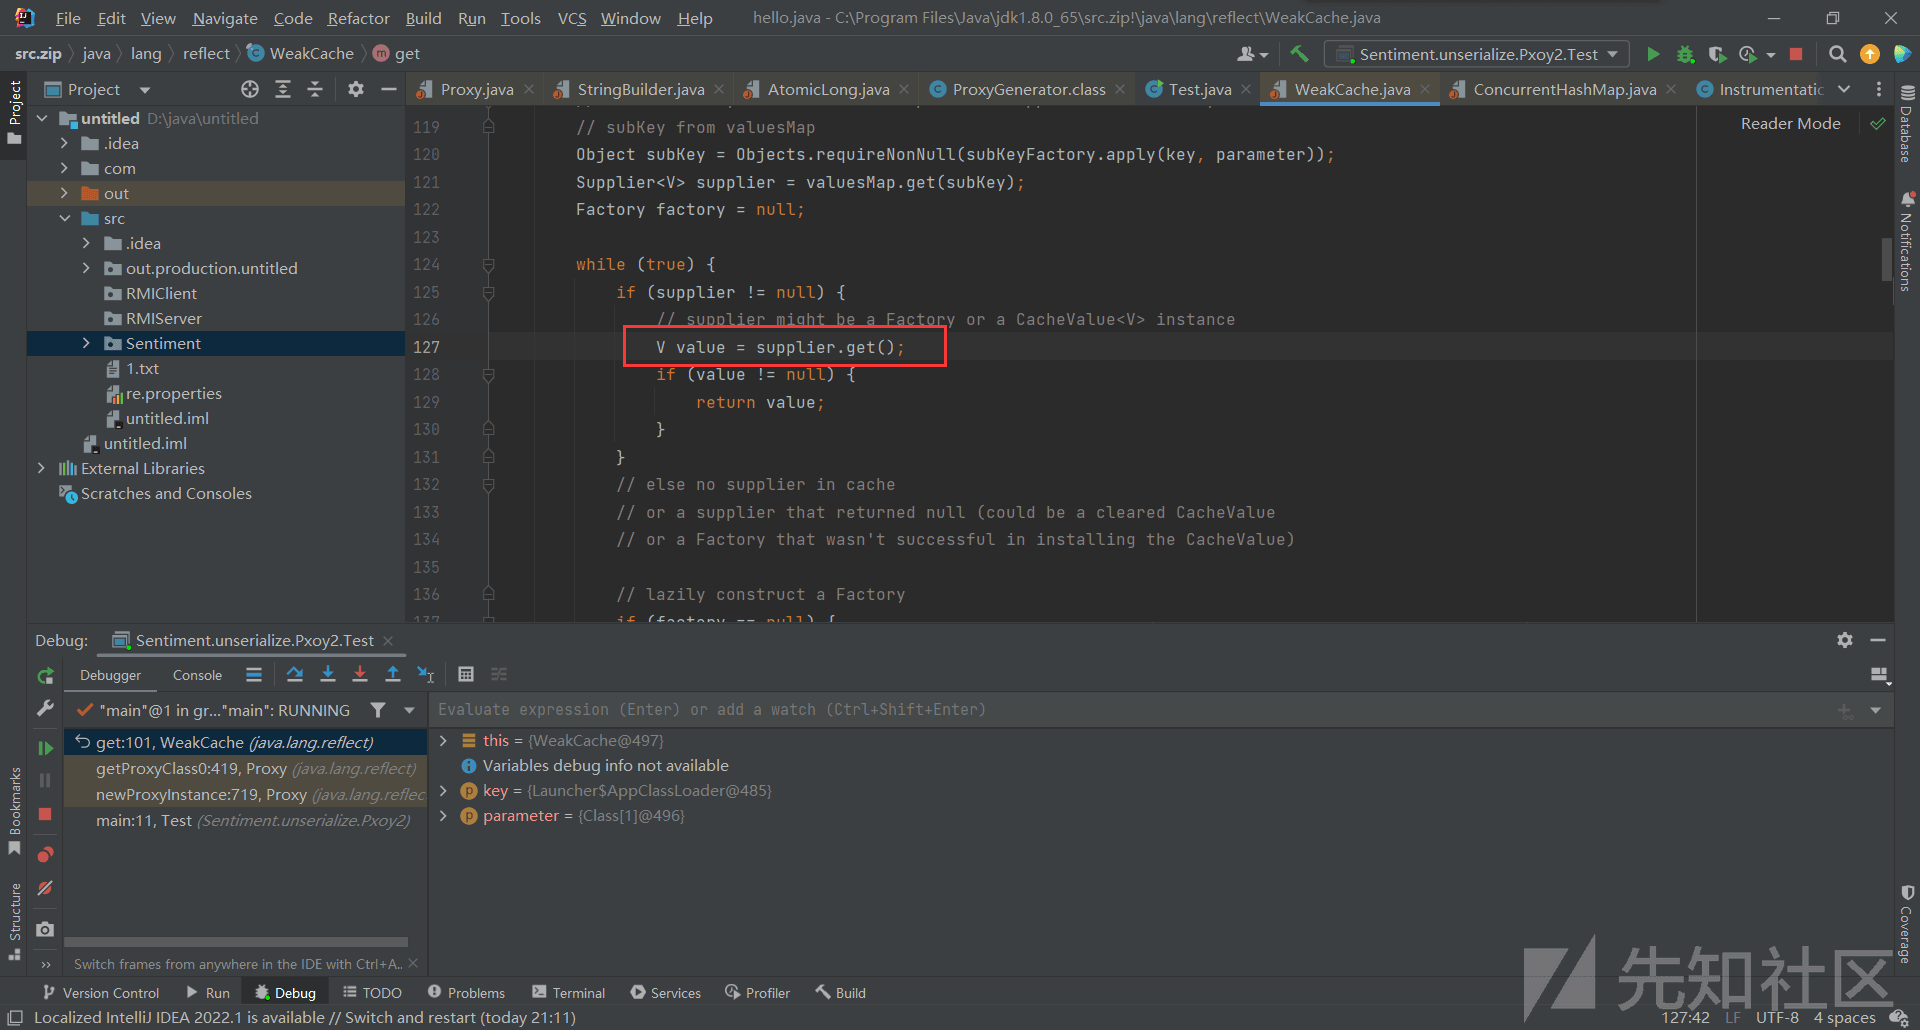 File Edit View Navigate Code Refactor Build Run Tools VCS Window Help hello.java - C:\Program Files\Java\jdk1.8.0_65\src.zip!\java\lang\reflect\WeakCache.java
src.zip java lang reflect WeakCache get Sentiment.unserialize.Pxoy2.Test
Project Proxy.java StringBuilder.java AtomicLong.java ProxyGenerator.class Test.java WeakCache.java ConcurrentHashMap.java Instrumentatic
Project
Bookmarks
Structure
Database
Notifications
Coverage
untitled D:\java\untitled
.idea
com
out
src
.idea
out.production.untitled
RMIClient
RMIServer
Sentiment
1.txt
re.properties
untitled.iml
untitled.iml
External Libraries
Scratches and Consoles
Reader Mode
119 // subKey from valuesMap
120 Object subKey = Objects.requireNonNull(subKeyFactory.apply(key, parameter));
121 Supplier<V> supplier = valuesMap.get(subKey);
122 Factory factory = null;
123
124 while (true) {
125 if (supplier != null) {
126 // supplier might be a Factory or a CacheValue<V> instance
127 V value = supplier.get();
128 if (value != null) {
129 return value;
130 }
131 }
132 // else no supplier in cache
133 // or a supplier that returned null (could be a cleared CacheValue
134 // or a Factory that wasn't successful in installing the CacheValue)
135
136 // lazily construct a Factory
137 if (factory == null) {
Debug: Sentiment.unserialize.Pxoy2.Test
Debugger Console
"main"@1 in gr..."main": RUNNING
Evaluate expression (Enter) or add a watch (Ctrl+Shift+Enter)
get:101, WeakCache (java.lang.reflect)
getProxyClass0:419, Proxy (java.lang.reflect)
newProxyInstance:719, Proxy (java.lang.reflec
main:11, Test (Sentiment.unserialize.Pxoy2)
this = {WeakCache@497}
Variables debug info not available
key = {Launcher$AppClassLoader@485}
parameter = {Class[1]@496}
Switch frames from anywhere in the IDE with Ctrl+A..
Version Control Run Debug TODO Problems Terminal Services Profiler Build
Localized IntelliJ IDEA 2022.1 is available // Switch and restart (today 21:11)
127:42 LF UTF-8 4 spaces
先知社区